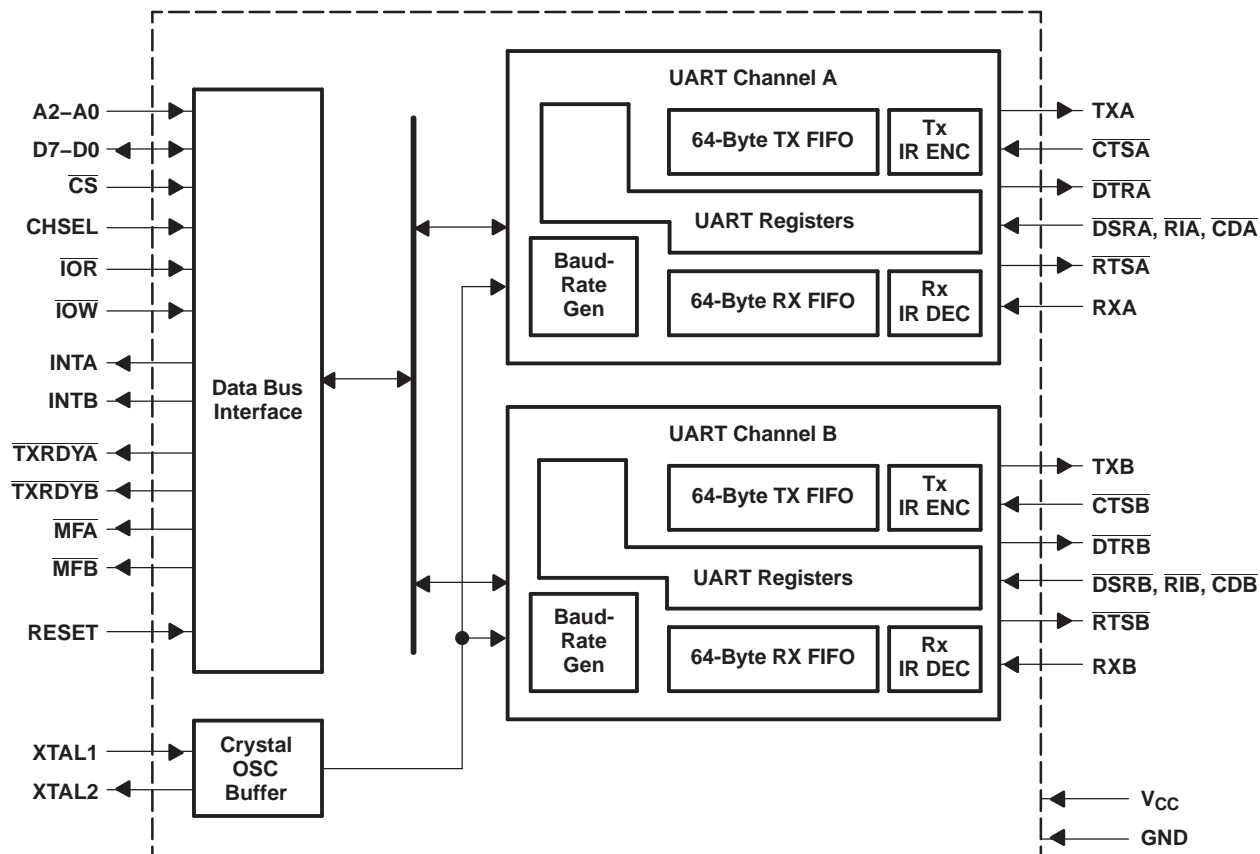 A2–A0
D7–D0
CS
CHSEL
IOR
IOW
INTA
INTB
TXRDYA
TXRDYB
MFA
MFB
RESET
XTAL1
XTAL2
Data Bus
Interface
Crystal
OSC
Buffer
UART Channel A
64-Byte TX FIFO
Tx
IR ENC
UART Registers
Baud-
Rate
Gen
64-Byte RX FIFO
Rx
IR DEC
UART Channel B
64-Byte TX FIFO
Tx
IR ENC
UART Registers
Baud-
Rate
Gen
64-Byte RX FIFO
Rx
IR DEC
TXA
CTSA
DTRA
DSRA, RIA, CDA
RTSA
RXA
TXB
CTSB
DTRB
DSRB, RIB, CDB
RTSB
RXB
VCC
GND